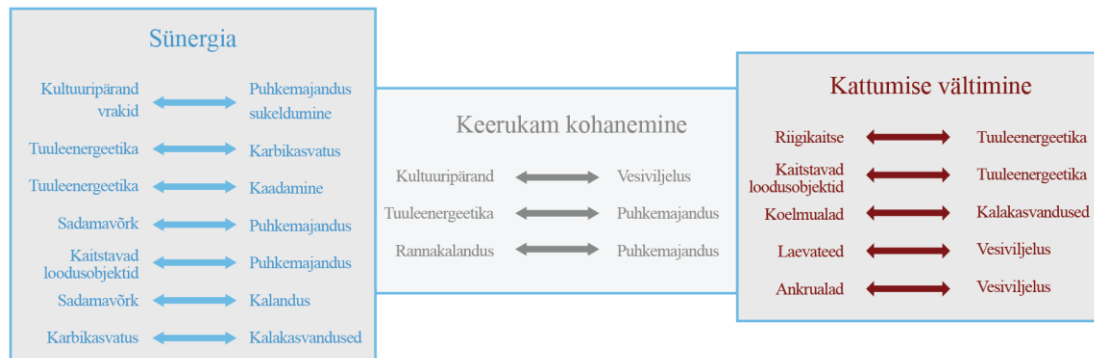 Sünergia
Kultuuripärand Puhkemajandus
vrakid sukeldumine
Tuuleenergeetika Karbikasvatus
Tuuleenergeetika Kaadamine
Sadamavõrk Puhkemajandus
Kaitstavad
loodusobjektid Puhkemajandus
Sadamavõrk Kalandus
Karbikasvatus Kalakasvandused
Keerukam kohanemine
Kultuuripärand Vesiviljelus
Tuuleenergeetika Puhkemajandus
Rannakalandus Puhkemajandus
Kattumise vältimine
Riigikaitse Tuuleenergeetika
Kaitstavad
loodusobjektid Tuuleenergeetika
Koelmualad Kalakasvandused
Laevateed Vesiviljelus
Ankrualad Vesiviljelus